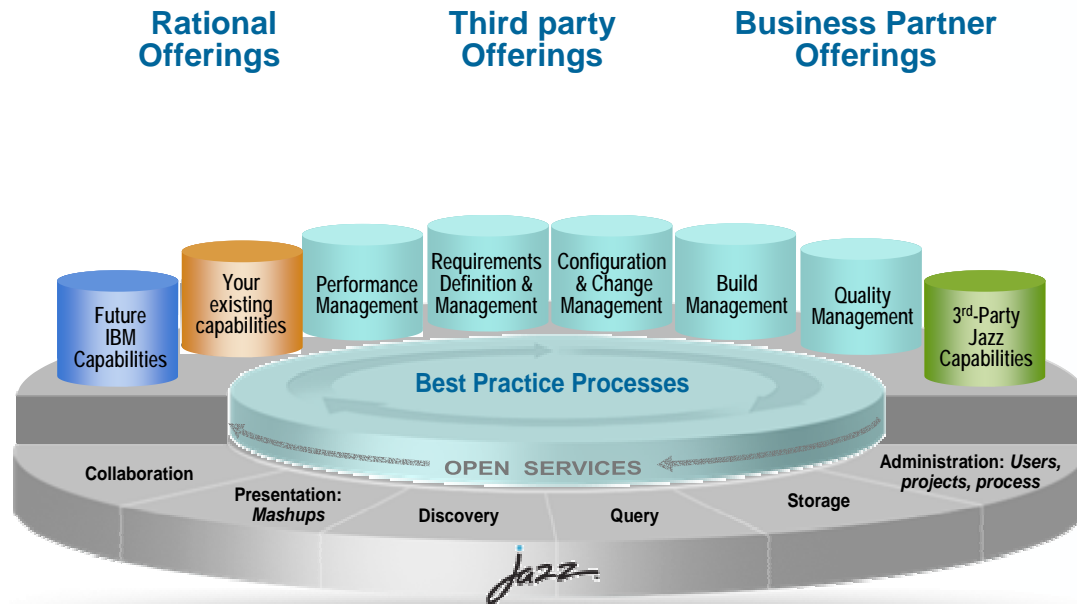 Rational
Offerings
Third party
Offerings
Business Partner
Offerings
Future
IBM
Capabilities
Your
existing
capabilities
Performance
Management
Requirements
Definition &
Management
Configuration
& Change
Management
Build
Management
Quality
Management
3rd-Party
Jazz
Capabilities
Best Practice Processes
OPEN SERVICES
Collaboration
Presentation:
Mashups
Discovery
Query
Storage
Administration: Users,
projects, process
jazz